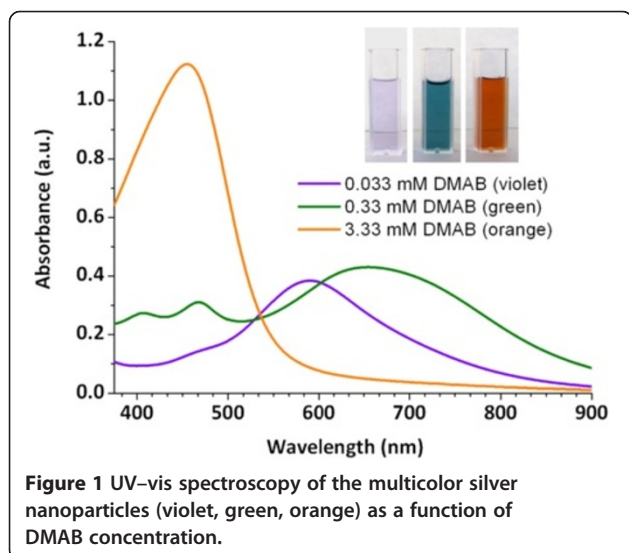 1.2
1.0
0.8
0.6
0.4
0.2
0.0
Absorbance (a.u.)
0.033 mM DMAB (violet)
0.33 mM DMAB (green)
3.33 mM DMAB (orange)
400 500 600 700 800 900
Wavelength (nm)
Figure 1 UV–vis spectroscopy of the multicolor silver
nanoparticles (violet, green, orange) as a function of
DMAB concentration.